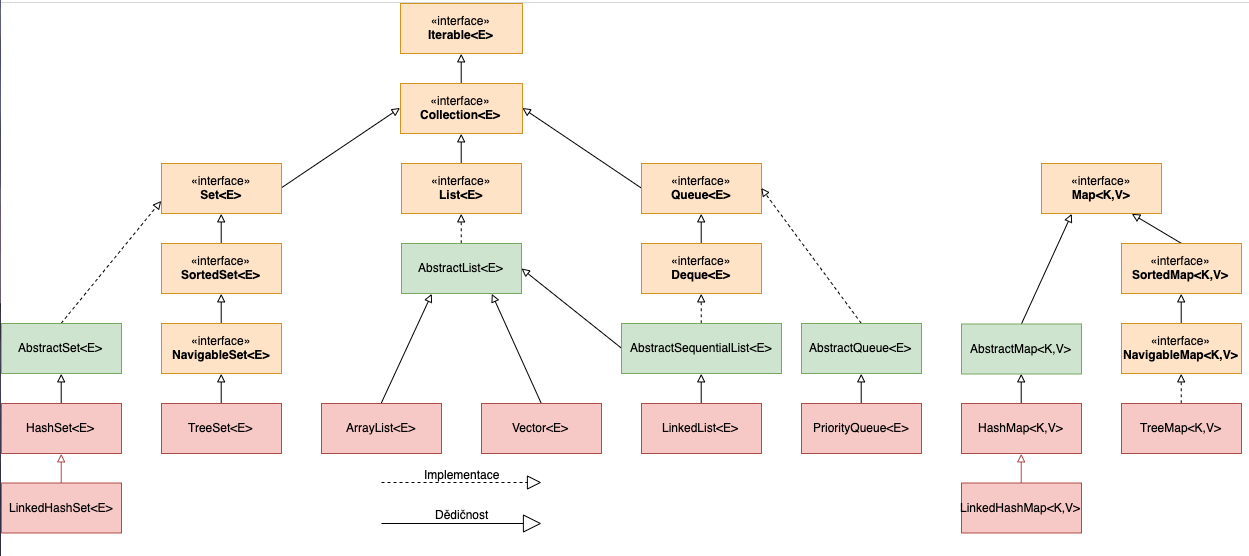 «interface»
Iterable<E>
«interface»
Collection<E>
«interface»
Set<E>
«interface»
List<E>
«interface»
Queue<E>
«interface»
Map<K,V>
«interface»
SortedSet<E>
AbstractList<E>
«interface»
Deque<E>
«interface»
SortedMap<K,V>
AbstractSet<E>
«interface»
NavigableSet<E>
AbstractSequentialList<E>
AbstractQueue<E>
AbstractMap<K,V>
«interface»
NavigableMap<K,V>
HashSet<E>
TreeSet<E>
ArrayList<E>
Vector<E>
LinkedList<E>
PriorityQueue<E>
HashMap<K,V>
TreeMap<K,V>
Implementace
LinkedHashSet<E>
Dědičnost
LinkedHashMap<K,V>